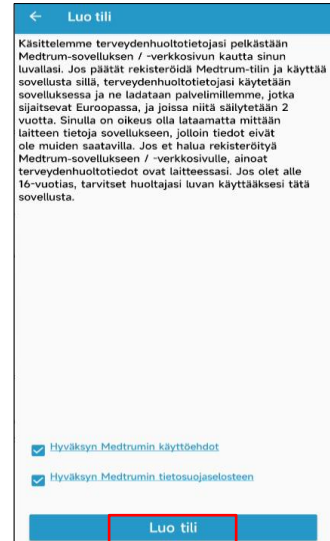 ← Luo tili
Käsittelemme terveydenhuoltotietojasi pelkästään
Medtrum-sovelluksen / -verkkosivun kautta sinun
luvallasi. Jos päätät rekisteröidä Medtrum-tilin ja käyttää
sovellusta sillä, terveydenhuoltotietojasi käytetään
sovelluksessa ja ne ladataan palvelimillemme, jotka
sijaitsevat Euroopassa, ja joissa niitä säilytetään 2
vuotta. Sinulla on oikeus olla lataamatta mittään
laitteen tietoja sovellukseen, jolloin tiedot eivät
ole muiden saatavilla. Jos et halua rekisteröityä
Medtrum-sovellukseen / -verkkosivulle, ainoat
terveydenhuoltotiedot ovat laitteessasi. Jos olet alle
16-vuotias, tarvitset huoltajasi luvan käyttääksesi tätä
sovellusta.
Hyväksyn Medtrumin käyttöehdot
Hyväksyn Medtrumin tietosuojaselosteen
Luo tili